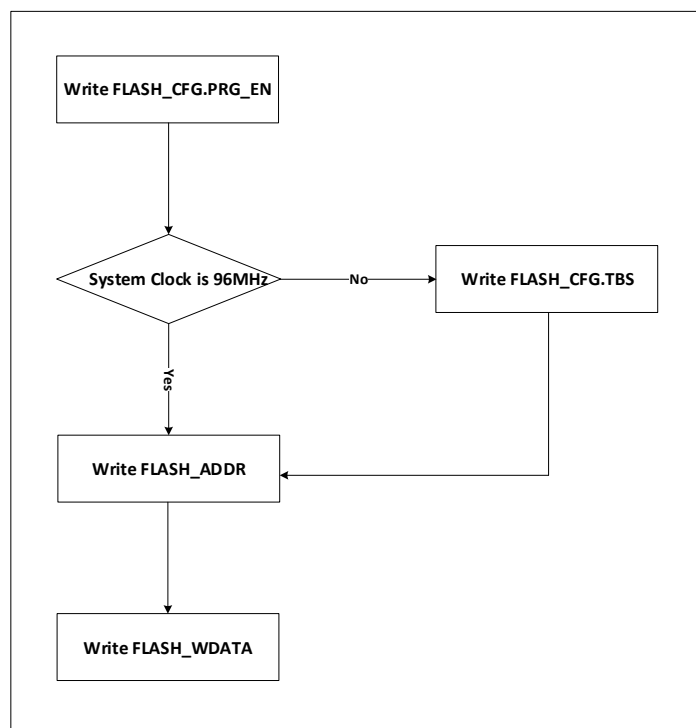 Write FLASH_CFG.PRG_EN
System Clock is 96MHz
No
Write FLASH_CFG.TBS
Yes
Write FLASH_ADDR
Write FLASH_WDATA